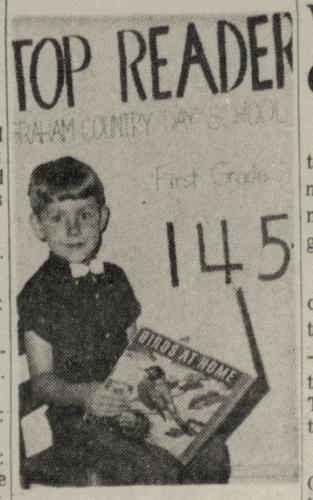 TOP READER
GRAHAM COUNTRY DAY SCHOOL
First Grade
145
BIRDS AT HOME